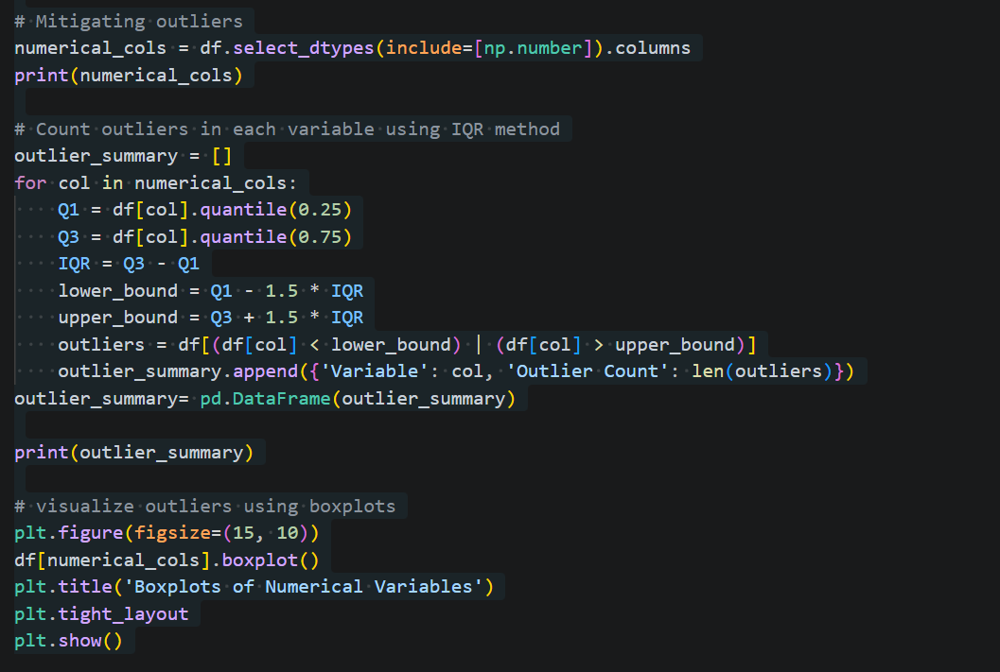 # Mitigating outliers
numerical_cols = df.select_dtypes(include=[np.number]).columns
print(numerical_cols)
# Count outliers in each variable using IQR method
outlier_summary = []
for col in numerical_cols:
    Q1 = df[col].quantile(0.25)
    Q3 = df[col].quantile(0.75)
    IQR = Q3 - Q1
    lower_bound = Q1 - 1.5 * IQR
    upper_bound = Q3 + 1.5 * IQR
    outliers = df[(df[col] < lower_bound) | (df[col] > upper_bound)]
    outlier_summary.append({'Variable': col, 'Outlier Count': len(outliers)})
outlier_summary= pd.DataFrame(outlier_summary)
print(outlier_summary)
# visualize outliers using boxplots
plt.figure(figsize=(15, 10))
df[numerical_cols].boxplot()
plt.title('Boxplots of Numerical Variables')
plt.tight_layout
plt.show()